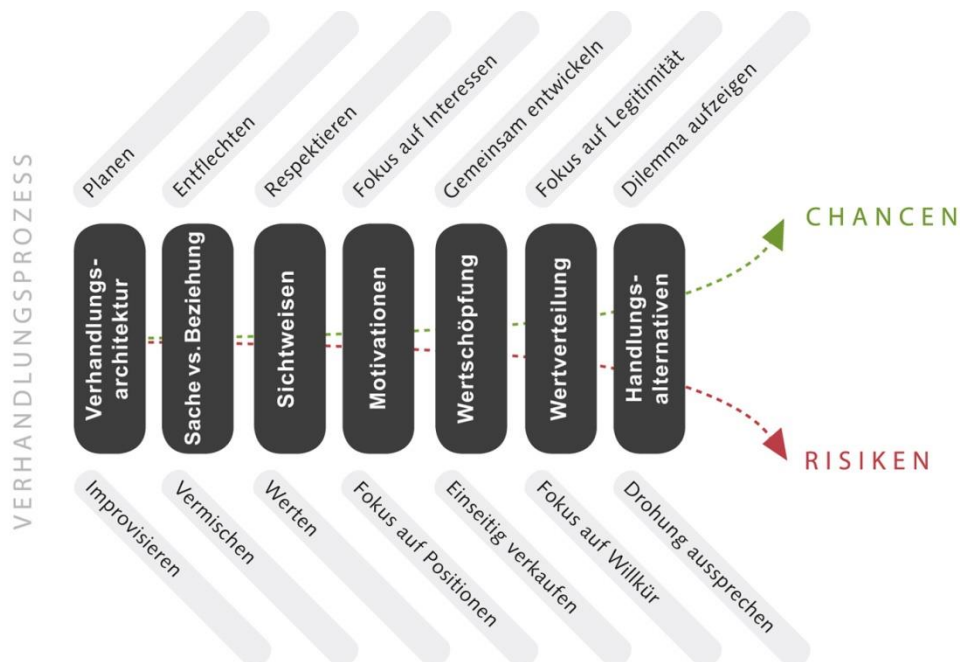 VERHANDLUNGSPROZESS
Planen
Entflechten
Respektieren
Fokus auf Interessen
Gemeinsam entwickeln
Fokus auf Legitimität
Dilemma aufzeigen
Verhandlungs-
architektur
Sache vs. Beziehung
Sichtweisen
Motivationen
Wertschöpfung
Wertverteilung
Handlungs-
alternativen
CHANCEN
RISIKEN
Improvisieren
Vermischen
Werten
Fokus auf Positionen
Einseitig verkaufen
Fokus auf Willkür
Drohung aussprechen